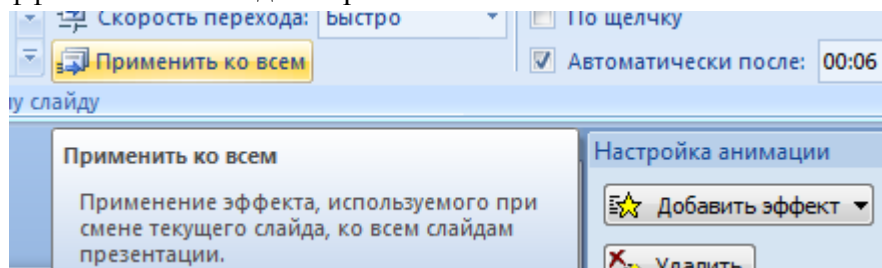 Скорость перехода: Быстро
По щелчку
Применить ко всем
Автоматически после: 00:06
у слайду
Применить ко всем
Применение эффекта, используемого при
смене текущего слайда, ко всем слайдам
презентации.
Настройка анимации
Добавить эффект
Удалить